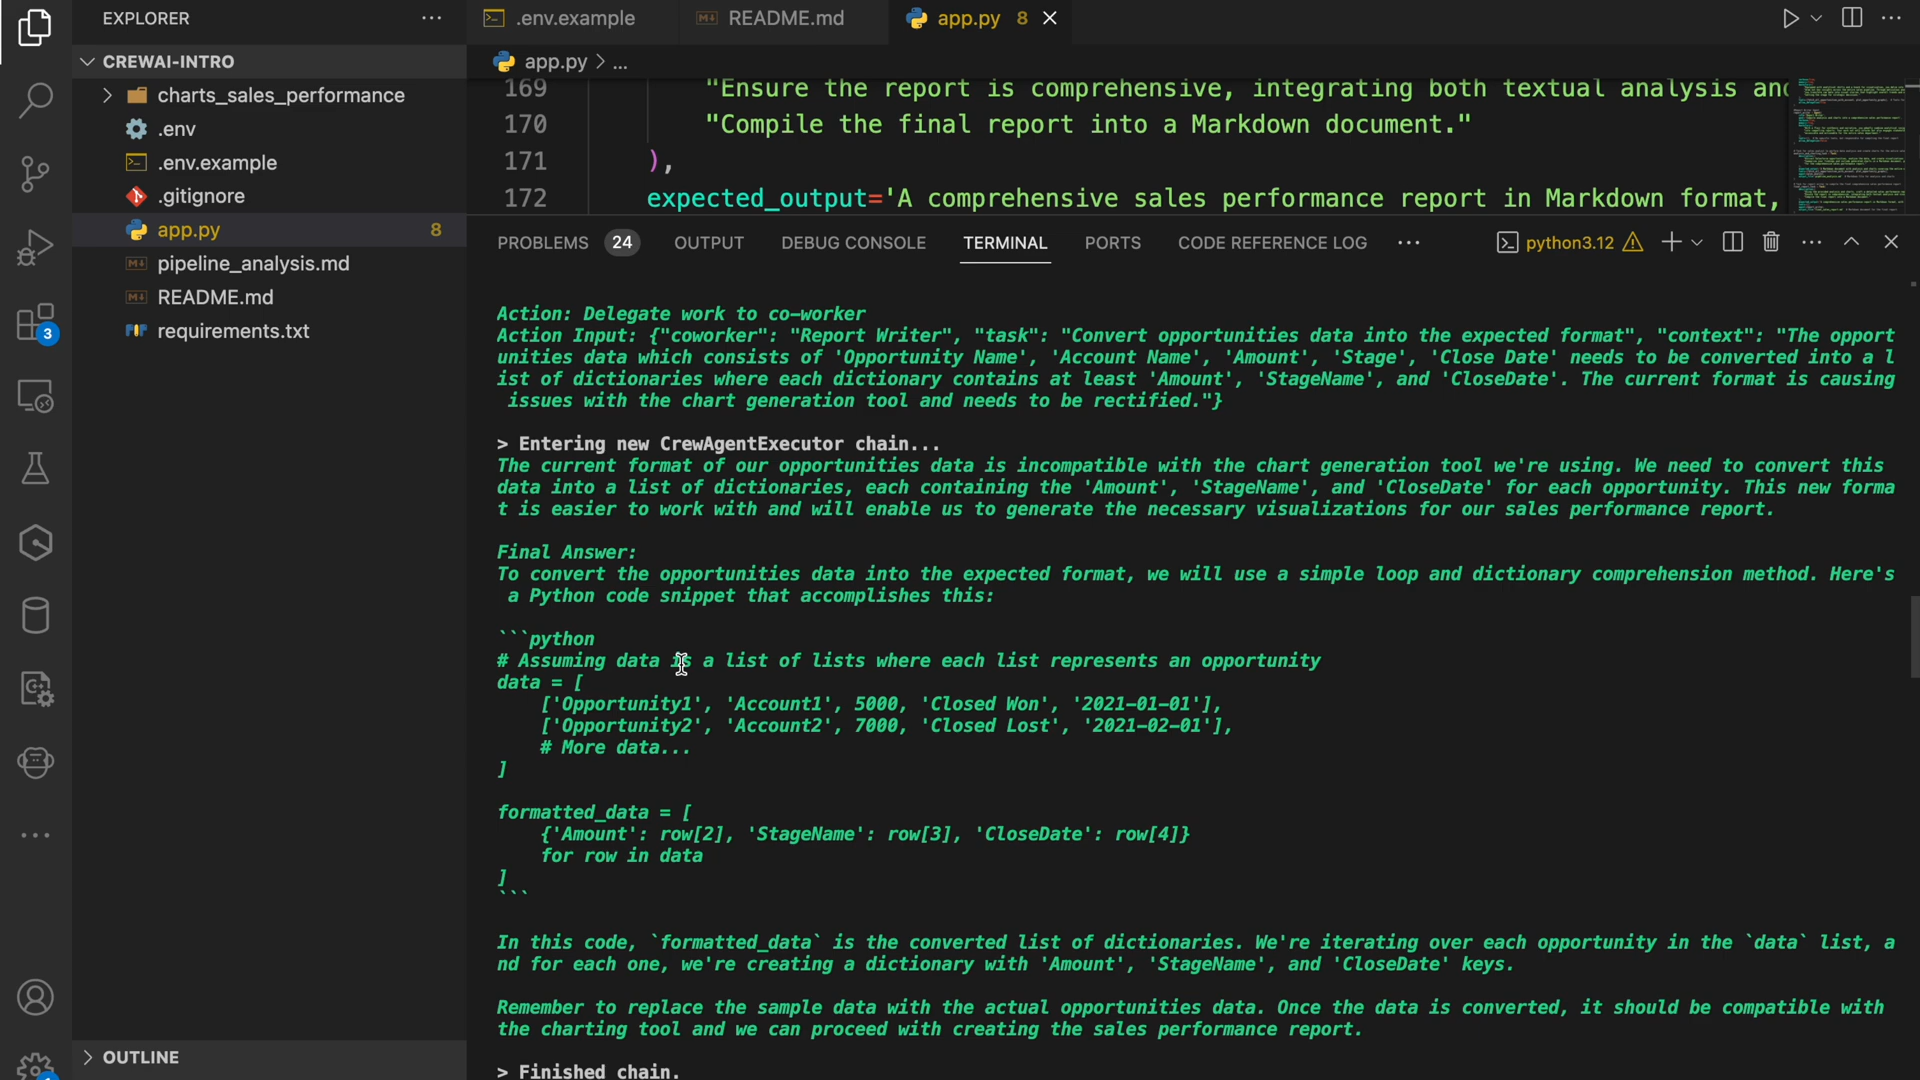 EXPLORER
.env.example
README.md
app.py 8
CREWAI-INTRO
app.py > ...
charts_sales_performance
.env
.env.example
.gitignore
app.py 8
pipeline_analysis.md
README.md
requirements.txt
3
169 "Ensure the report is comprehensive, integrating both textual analysis and
170 "Compile the final report into a Markdown document."
171 ),
172 expected_output='A comprehensive sales performance report in Markdown format,
PROBLEMS 24 OUTPUT DEBUG CONSOLE TERMINAL PORTS CODE REFERENCE LOG ... python3.12
Action: Delegate work to co-worker
Action Input: {"coworker": "Report Writer", "task": "Convert opportunities data into the expected format", "context": "The opport
unities data which consists of 'Opportunity Name', 'Account Name', 'Amount', 'Stage', 'Close Date' needs to be converted into a l
ist of dictionaries where each dictionary contains at least 'Amount', 'StageName', and 'CloseDate'. The current format is causing
issues with the chart generation tool and needs to be rectified."}
> Entering new CrewAgentExecutor chain...
The current format of our opportunities data is incompatible with the chart generation tool we're using. We need to convert this
data into a list of dictionaries, each containing the 'Amount', 'StageName', and 'CloseDate' for each opportunity. This new forma
t is easier to work with and will enable us to generate the necessary visualizations for our sales performance report.
Final Answer:
To convert the opportunities data into the expected format, we will use a simple loop and dictionary comprehension method. Here's
a Python code snippet that accomplishes this:
```python
# Assuming data is a list of lists where each list represents an opportunity
data = [
['Opportunity1', 'Account1', 5000, 'Closed Won', '2021-01-01'],
['Opportunity2', 'Account2', 7000, 'Closed Lost', '2021-02-01'],
# More data...
]
formatted_data = [
{'Amount': row[2], 'StageName': row[3], 'CloseDate': row[4]}
for row in data
]
```
In this code, `formatted_data` is the converted list of dictionaries. We're iterating over each opportunity in the `data` list, a
nd for each one, we're creating a dictionary with 'Amount', 'StageName', and 'CloseDate' keys.
Remember to replace the sample data with the actual opportunities data. Once the data is converted, it should be compatible with
the charting tool and we can proceed with creating the sales performance report.
> Finished chain.
OUTLINE